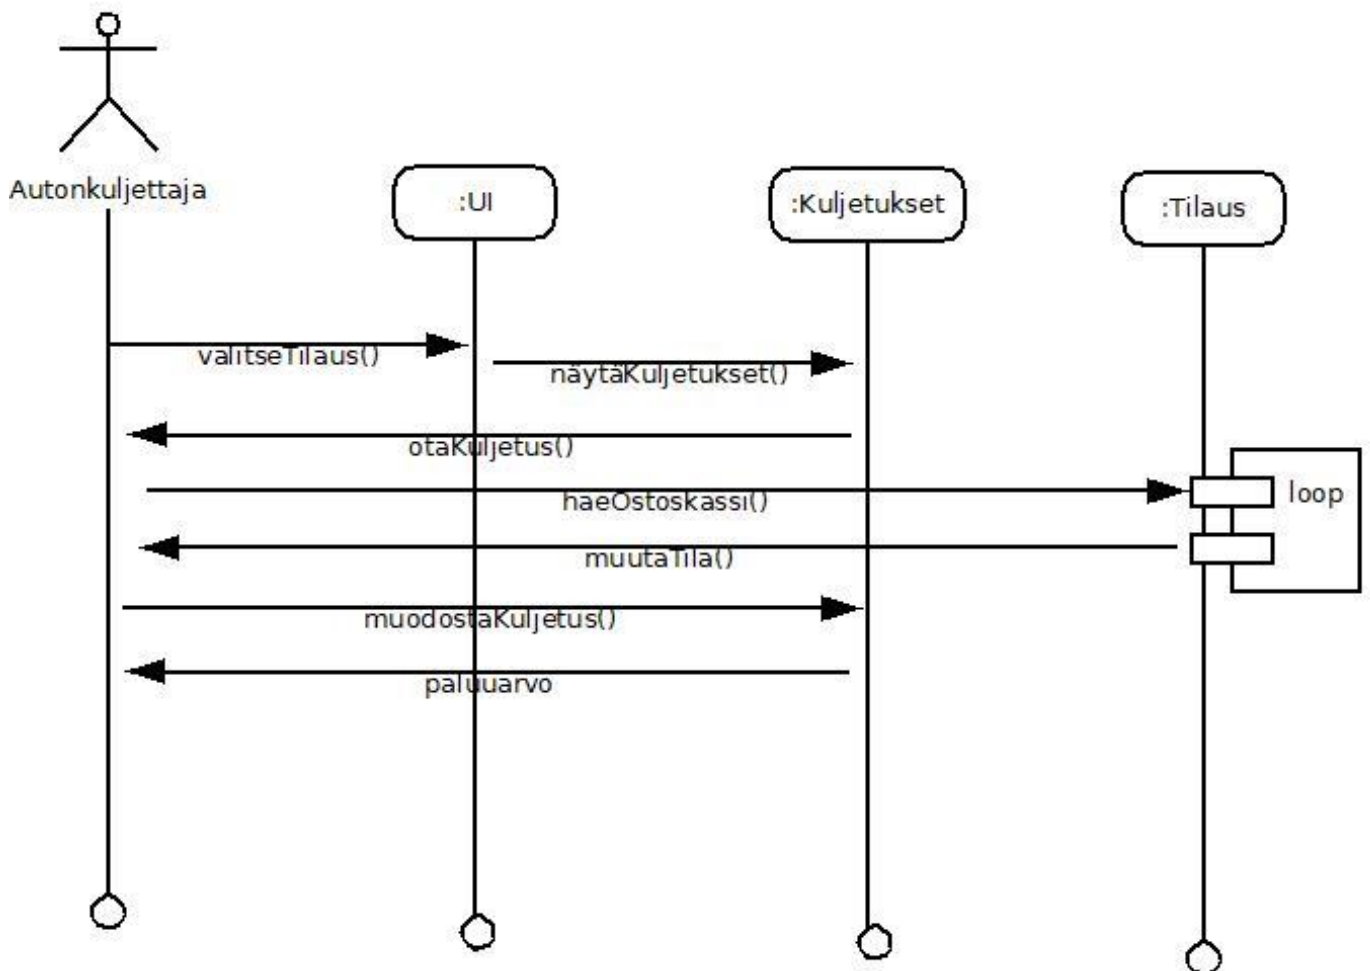 Autonkuljettaja
:UI
:Kuljetukset
:Tilaus
valitseTilaus()
näytäKuljetukset()
otaKuljetus()
haeOstoskassi()
loop
muutaTila()
muodostaKuljetus()
paluuarvo